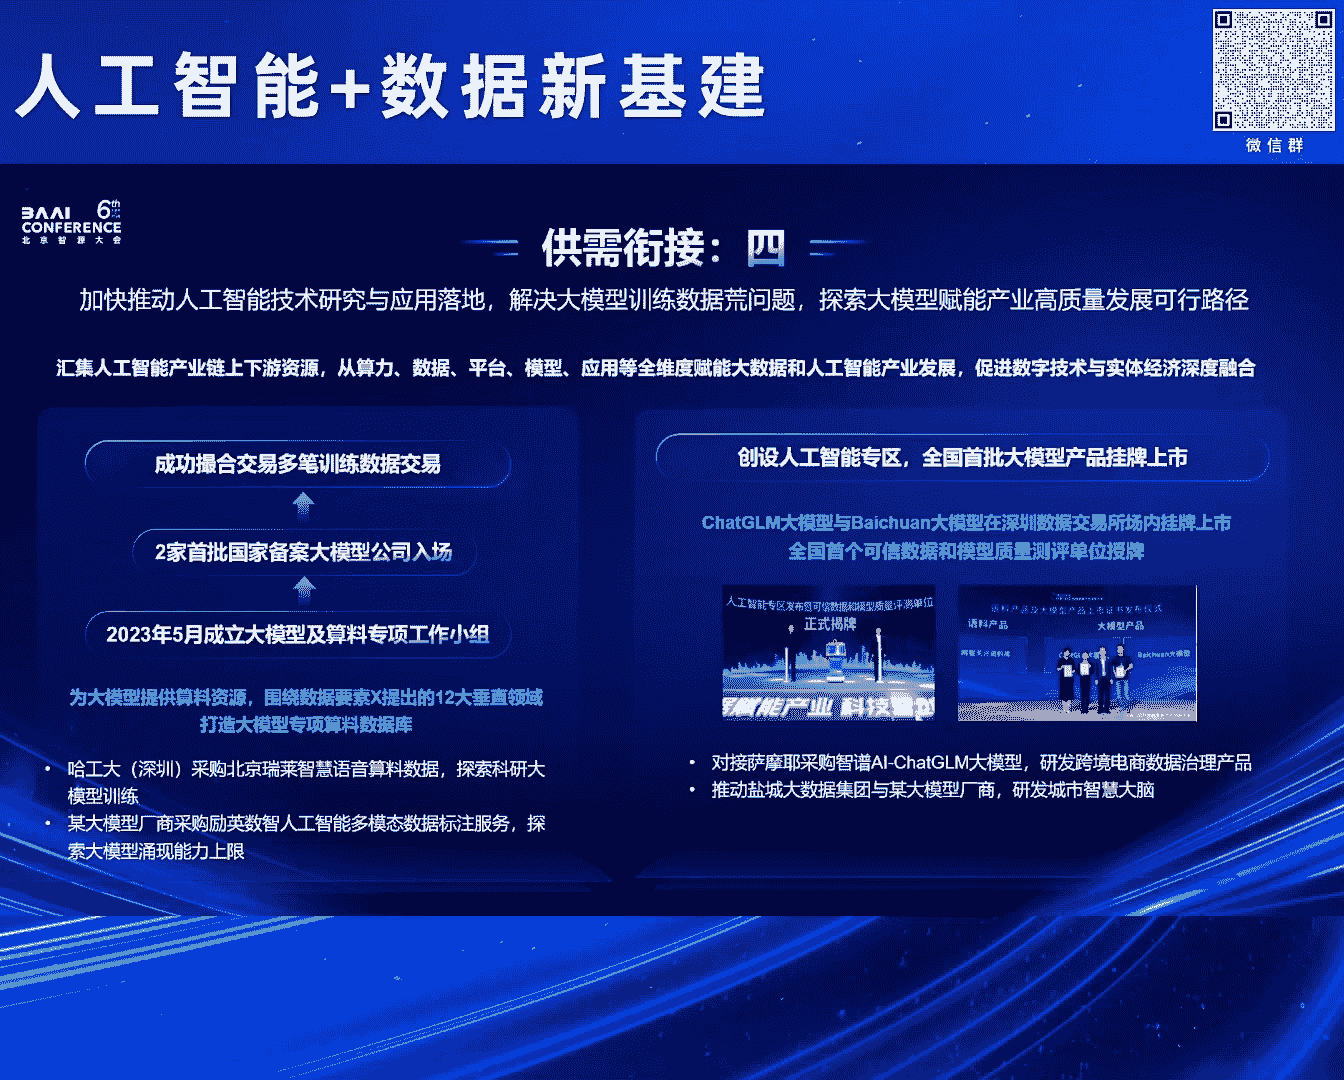 人工智能+数据新基建
微信群
BAAI 6th
CONFERENCE
北京智源大会
供需衔接：四
加快推动人工智能技术研究与应用落地，解决大模型训练数据荒问题，探索大模型赋能产业高质量发展可行路径
汇集人工智能产业链上下游资源，从算力、数据、平台、模型、应用等全维度赋能大数据和人工智能产业发展，促进数字技术与实体经济深度融合
成功撮合交易多笔训练数据交易
2家首批国家备案大模型公司入场
2023年5月成立大模型及算料专项工作小组
为大模型提供算料资源，围绕数据要素X提出的12大垂直领域
打造大模型专项算料数据库
• 哈工大（深圳）采购北京瑞莱智慧语音算料数据，探索科研大
模型训练
• 某大模型厂商采购励英数智人工智能多模态数据标注服务，探
索大模型涌现能力上限
创设人工智能专区，全国首批大模型产品挂牌上市
ChatGLM大模型与Baichuan大模型在深圳数据交易所场内挂牌上市
全国首个可信数据和模型质量测评单位授牌
人工智能专区发布暨可信数据和模型质量评测单位
正式揭牌
赋能产业 科技
语料产品及大模型产品上市证书发布仪式
语料产品
大模型产品
Baichuan大模型
• 对接萨摩耶采购智谱AI-ChatGLM大模型，研发跨境电商数据治理产品
• 推动盐城大数据集团与某大模型厂商，研发城市智慧大脑